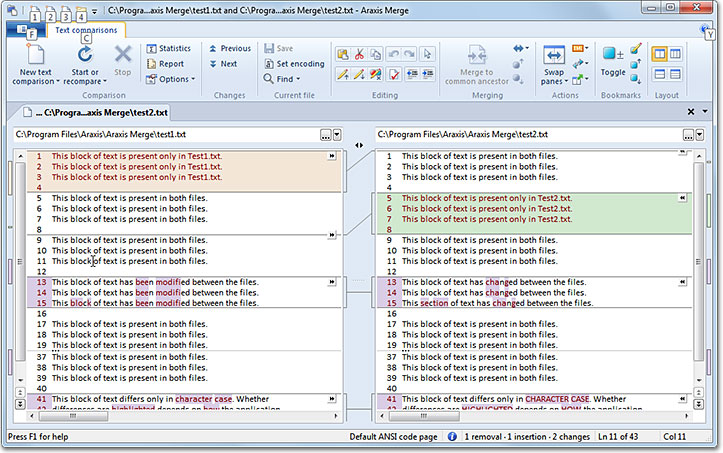 C:\Progra...axis Merge\test1.txt and C:\Progra...axis Merge\test2.txt - Araxis Merge
1 2 3 4
F Text comparisons Y
C
New text comparison
Start or recompare
Stop
Statistics
Report
Options
Comparison
Previous
Next
Changes
Save
Set encoding
Find
Current file
Editing
Merge to common ancestor
Merging
Swap panes
Actions
Toggle
Bookmarks
Layout
... C:\Progra...axis Merge\test2.txt
C:\Program Files\Araxis\Araxis Merge\test1.txt
1 This block of text is present only in Test1.txt.
2 This block of text is present only in Test1.txt.
3 This block of text is present only in Test1.txt.
4
5 This block of text is present in both files.
6 This block of text is present in both files.
7 This block of text is present in both files.
8
9 This block of text is present in both files.
10 This block of text is present in both files.
11 This block of text is present in both files.
12
13 This block of text has been modified between the files.
14 This block of text has been modified between the files.
15 This block of text has been modified between the files.
16
17 This block of text is present in both files.
18 This block of text is present in both files.
19 This block of text is present in both files.
37 This block of text is present in both files.
38 This block of text is present in both files.
39 This block of text is present in both files.
40
41 This block of text differs only in character case. Whether
differences are highlighted depends on how the application
C:\Program Files\Araxis\Araxis Merge\test2.txt
1 This block of text is present in both files.
2 This block of text is present in both files.
3 This block of text is present in both files.
4
5 This block of text is present only in Test2.txt.
6 This block of text is present only in Test2.txt.
7 This block of text is present only in Test2.txt.
8
9 This block of text is present in both files.
10 This block of text is present in both files.
11 This block of text is present in both files.
12
13 This block of text has changed between the files.
14 This block of text has changed between the files.
15 This section of text has changed between the files.
16
17 This block of text is present in both files.
18 This block of text is present in both files.
19 This block of text is present in both files.
37 This block of text is present in both files.
38 This block of text is present in both files.
39 This block of text is present in both files.
40
41 This block of text differs only in CHARACTER CASE. Whether
differences are HIGHLIGHTED depends on HOW the application
Press F1 for help
Default ANSI code page
1 removal · 1 insertion · 2 changes
Ln 11 of 43
Col 11